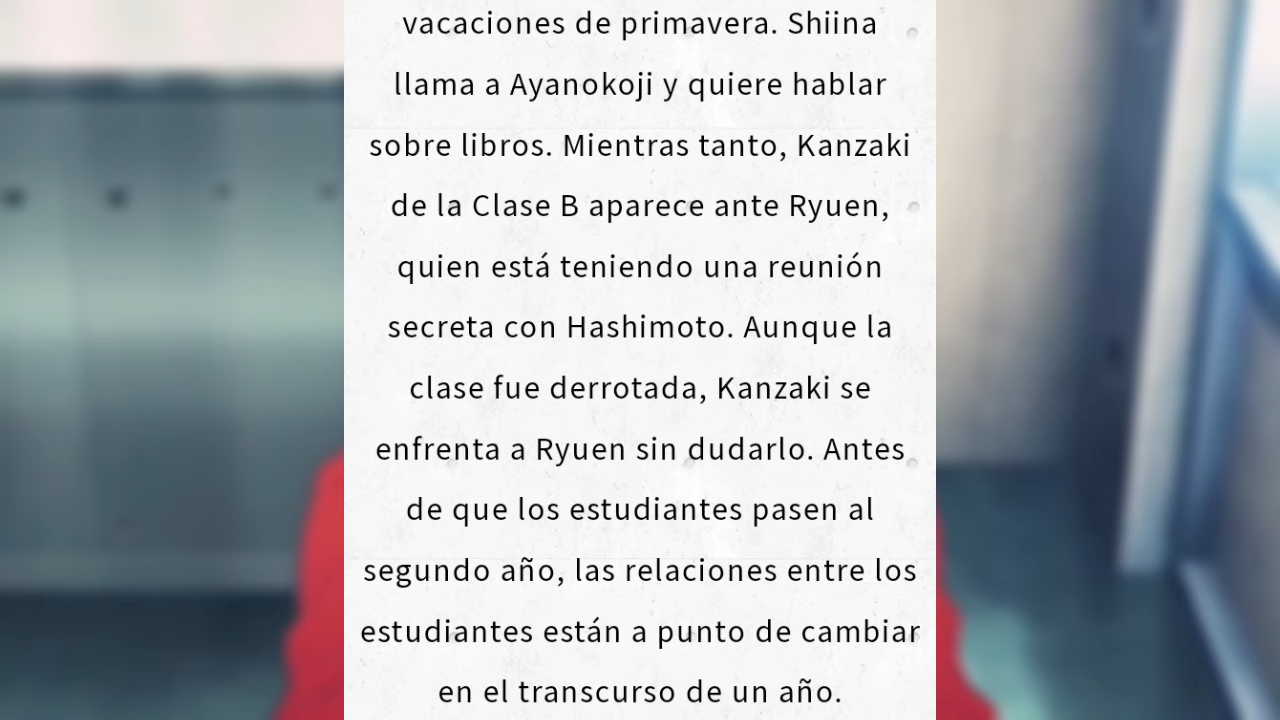 vacaciones de primavera. Shiina
llama a Ayanokoji y quiere hablar
sobre libros. Mientras tanto, Kanzaki
de la Clase B aparece ante Ryuen,
quien está teniendo una reunión
secreta con Hashimoto. Aunque la
clase fue derrotada, Kanzaki se
enfrenta a Ryuen sin dudarlo. Antes
de que los estudiantes pasen al
segundo año, las relaciones entre los
estudiantes están a punto de cambiar
en el transcurso de un año.